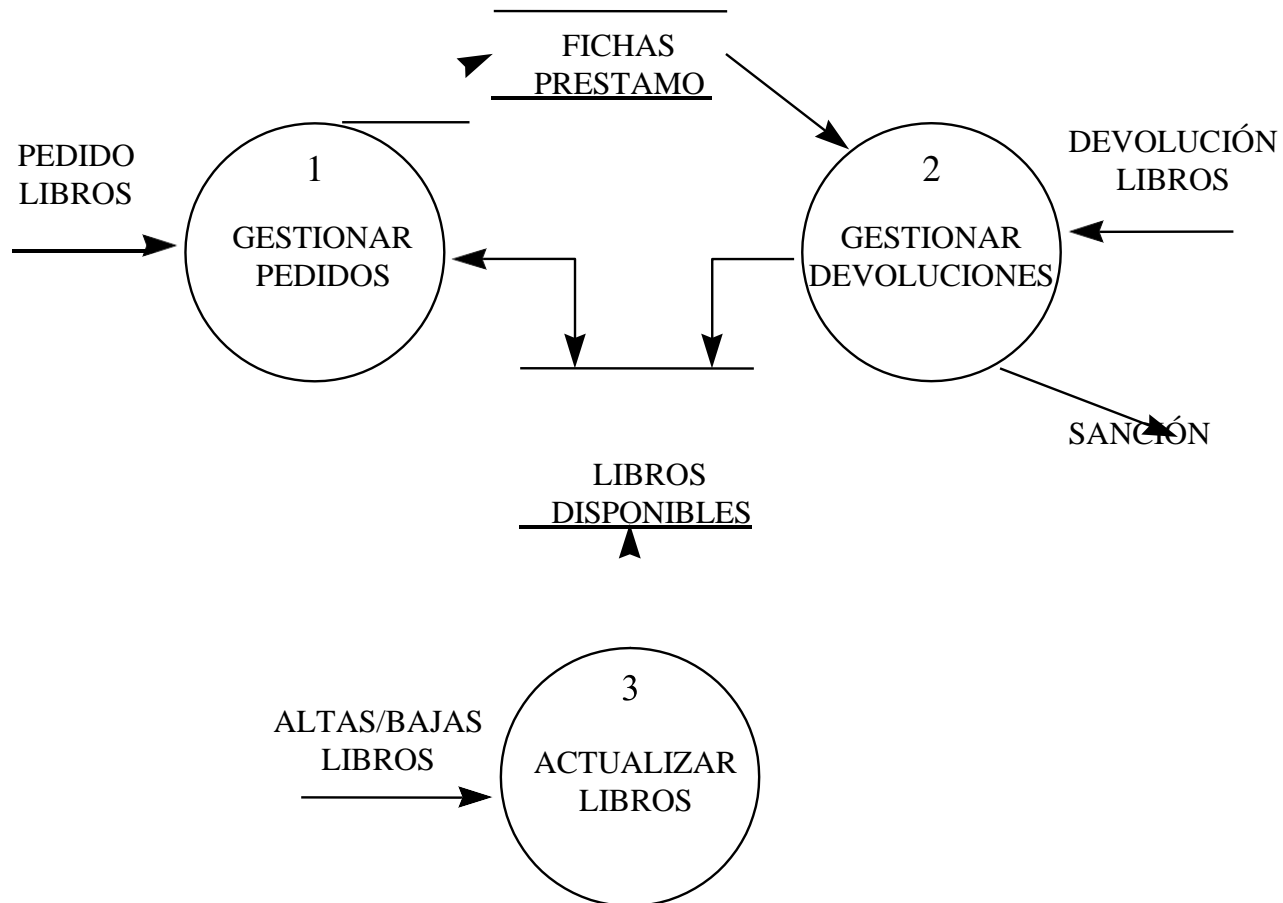 FICHAS
PRESTAMO
PEDIDO
LIBROS
1
GESTIONAR
PEDIDOS
2
GESTIONAR
DEVOLUCIONES
DEVOLUCIÓN
LIBROS
SANCIÓN
LIBROS
DISPONIBLES
3
ACTUALIZAR
LIBROS
ALTAS/BAJAS
LIBROS